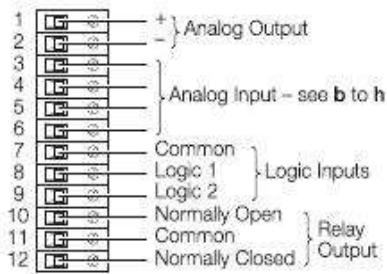 1 + Analog Output
2 –
3
4 Analog Input – see b to h
5
6
7 Common
8 Logic 1 Logic Inputs
9 Logic 2
10 Normally Open
11 Common Relay Output
12 Normally Closed